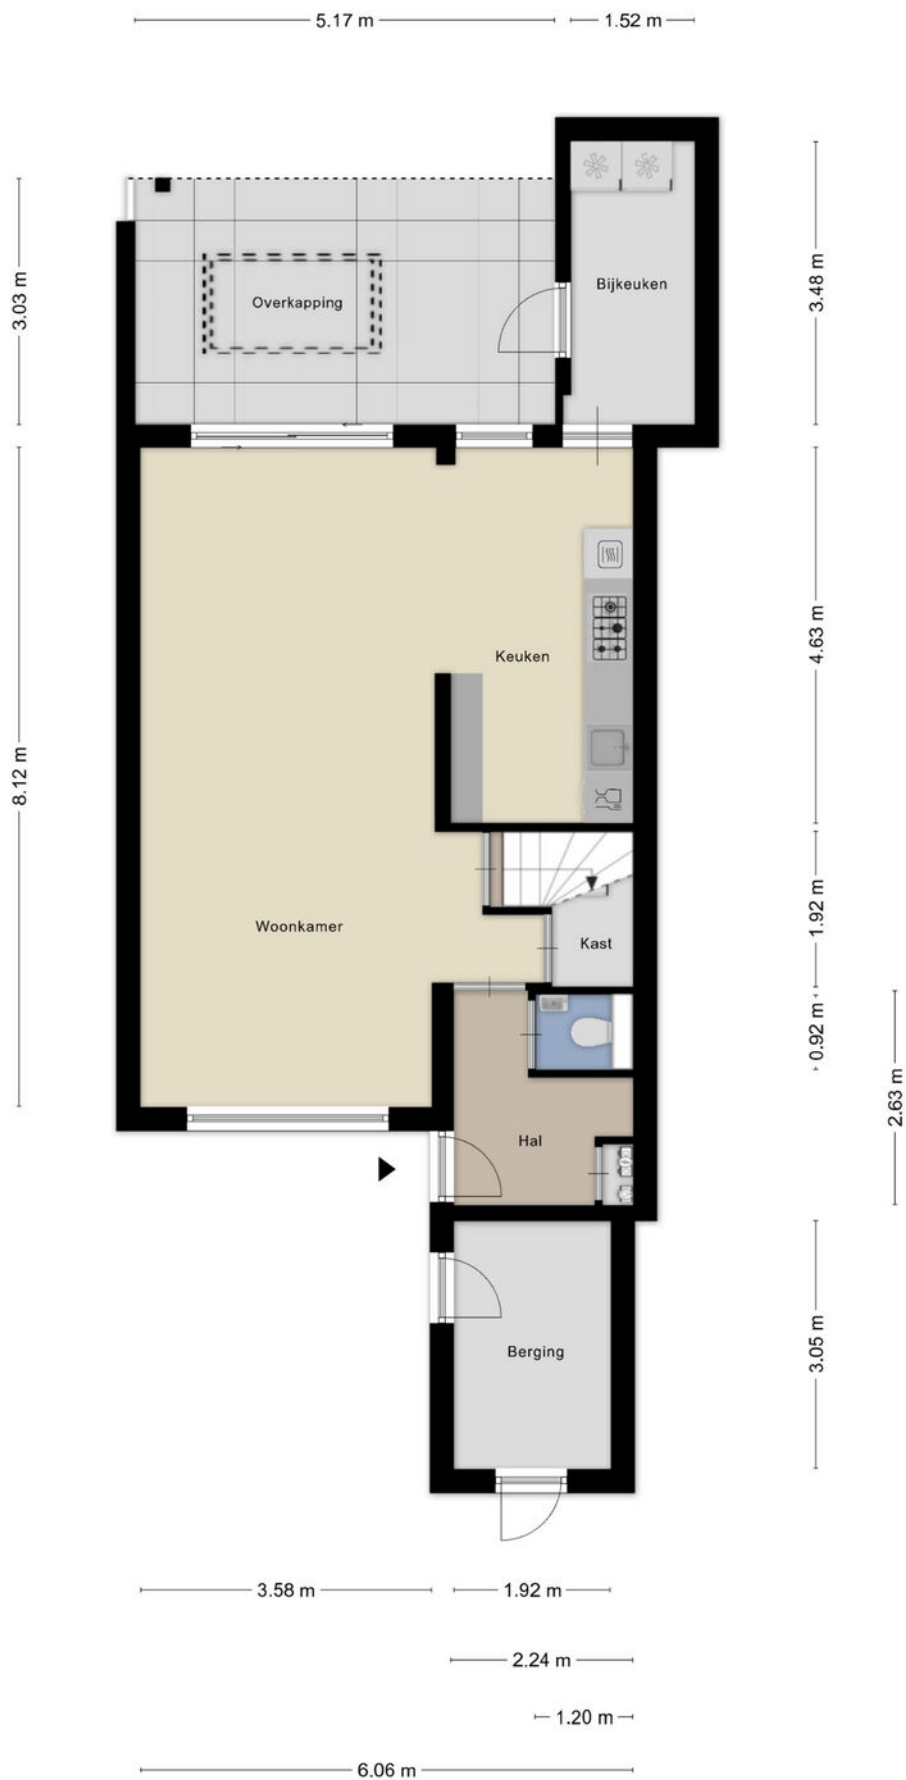 5.17 m
1.52 m
3.03 m
Overkapping
Bijkeuken
3.48 m
Keuken
4.63 m
8.12 m
Woonkamer
Kast
1.92 m
0.92 m
2.63 m
Hal
Berging
3.05 m
3.58 m
1.92 m
2.24 m
1.20 m
6.06 m